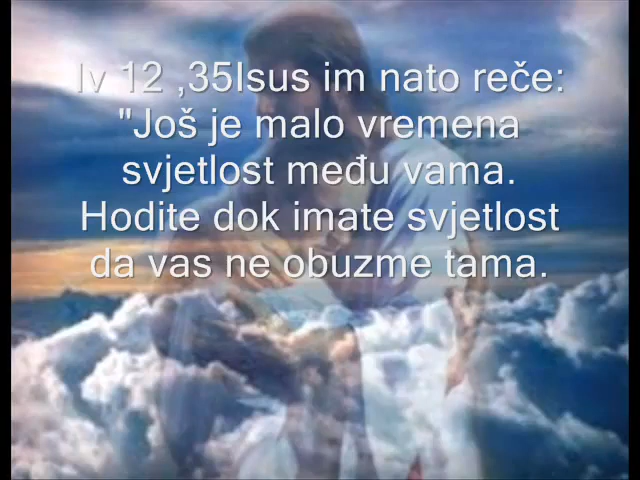 Iv 12 ,35Isus im nato reče:
"Još je malo vremena
svjetlost među vama.
Hodite dok imate svjetlost
da vas ne obuzme tama.